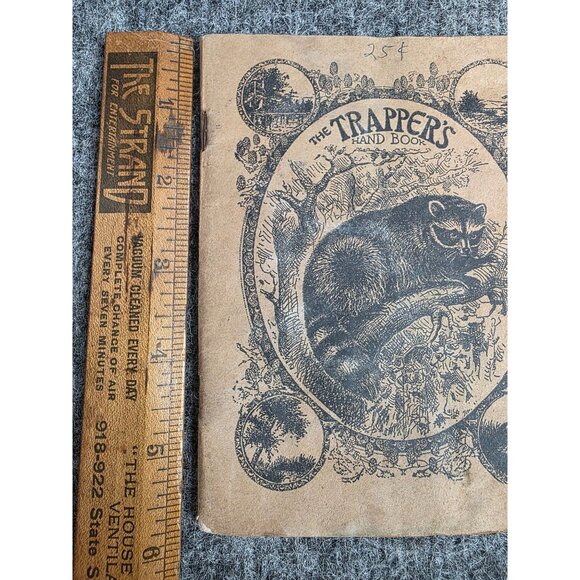 25¢
THE TRAPPER'S
HAND BOOK
THE STRAND
FOR ENTERTAINMENT
VACUUM CLEANED EVERY DAY
COMPLETE CHANGE OF AIR
EVERY SEVEN MINUTES
918-922 State S
"THE HOUSE
VENTILA
1
2
3
4
5
6